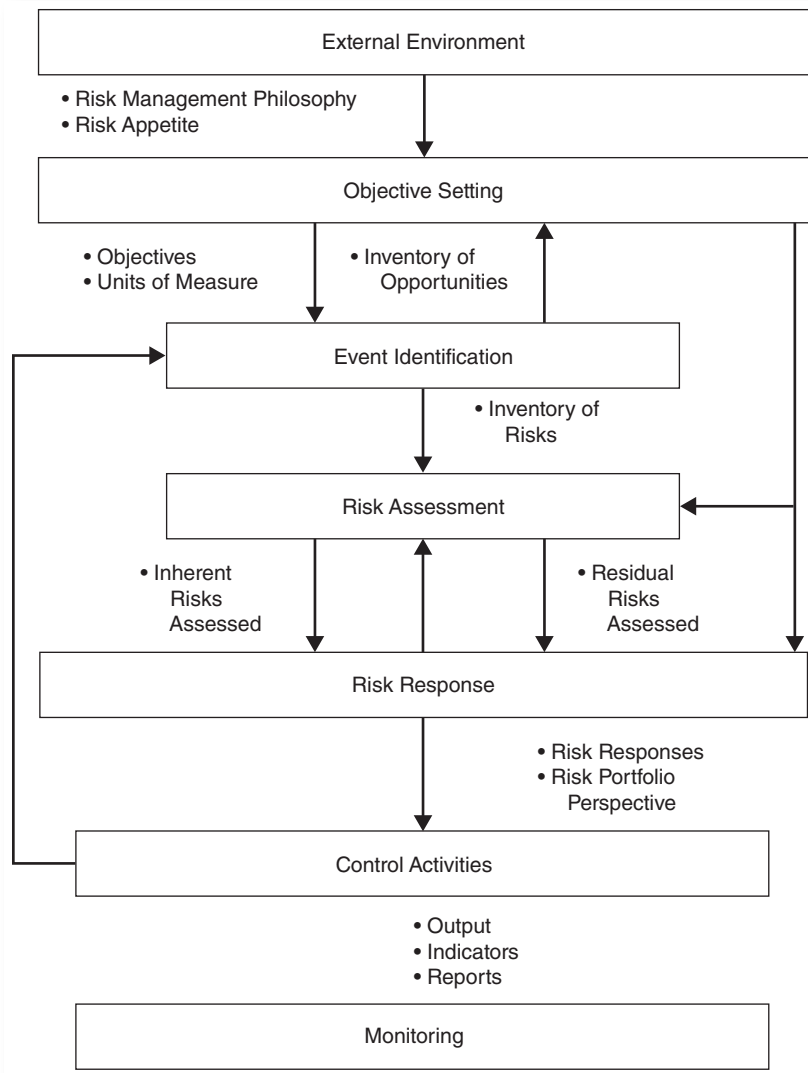 External Environment
• Risk Management Philosophy
• Risk Appetite
Objective Setting
• Objectives
• Units of Measure
• Inventory of
Opportunities
Event Identification
• Inventory of
Risks
Risk Assessment
• Inherent
Risks
Assessed
• Residual
Risks
Assessed
Risk Response
• Risk Responses
• Risk Portfolio
Perspective
Control Activities
• Output
• Indicators
• Reports
Monitoring